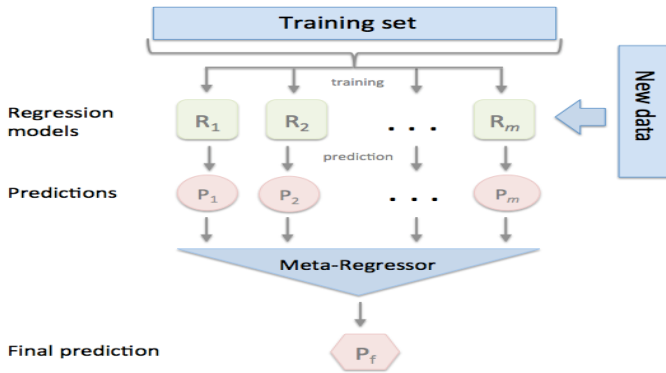 Training set
training
New data
Regression
models
R1 R2 . . . Rm
prediction
Predictions
P1 P2 . . . Pm
Meta-Regressor
Final prediction
Pf